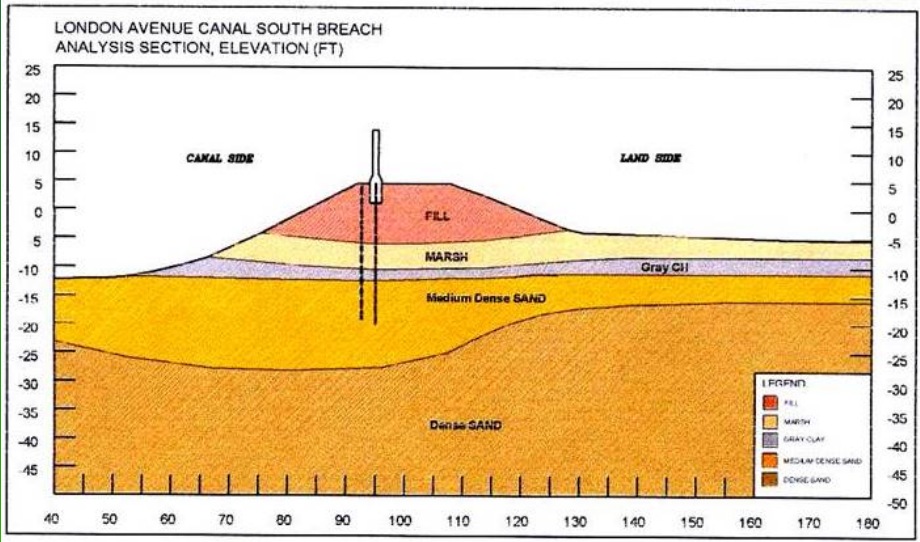 LONDON AVENUE CANAL SOUTH BREACH
ANALYSIS SECTION, ELEVATION (FT)
25 25
20 20
15 15
CANAL SIDE LAND SIDE
10 10
5 5
0 FILL 0
5 -5
MARSH
-10 Gray CH -10
-15 Medium Dense SAND -15
-20 -20
-25 -25
-30 LEGEND -30
FILL
-35 MARSH -35
GRAY CLAY
-40 Dense SAND -40
MEDIUM DENSE SAND
-45 DENSE SAND -45
-50
40 50 60 70 80 90 100 110 120 130 140 150 160 170 180